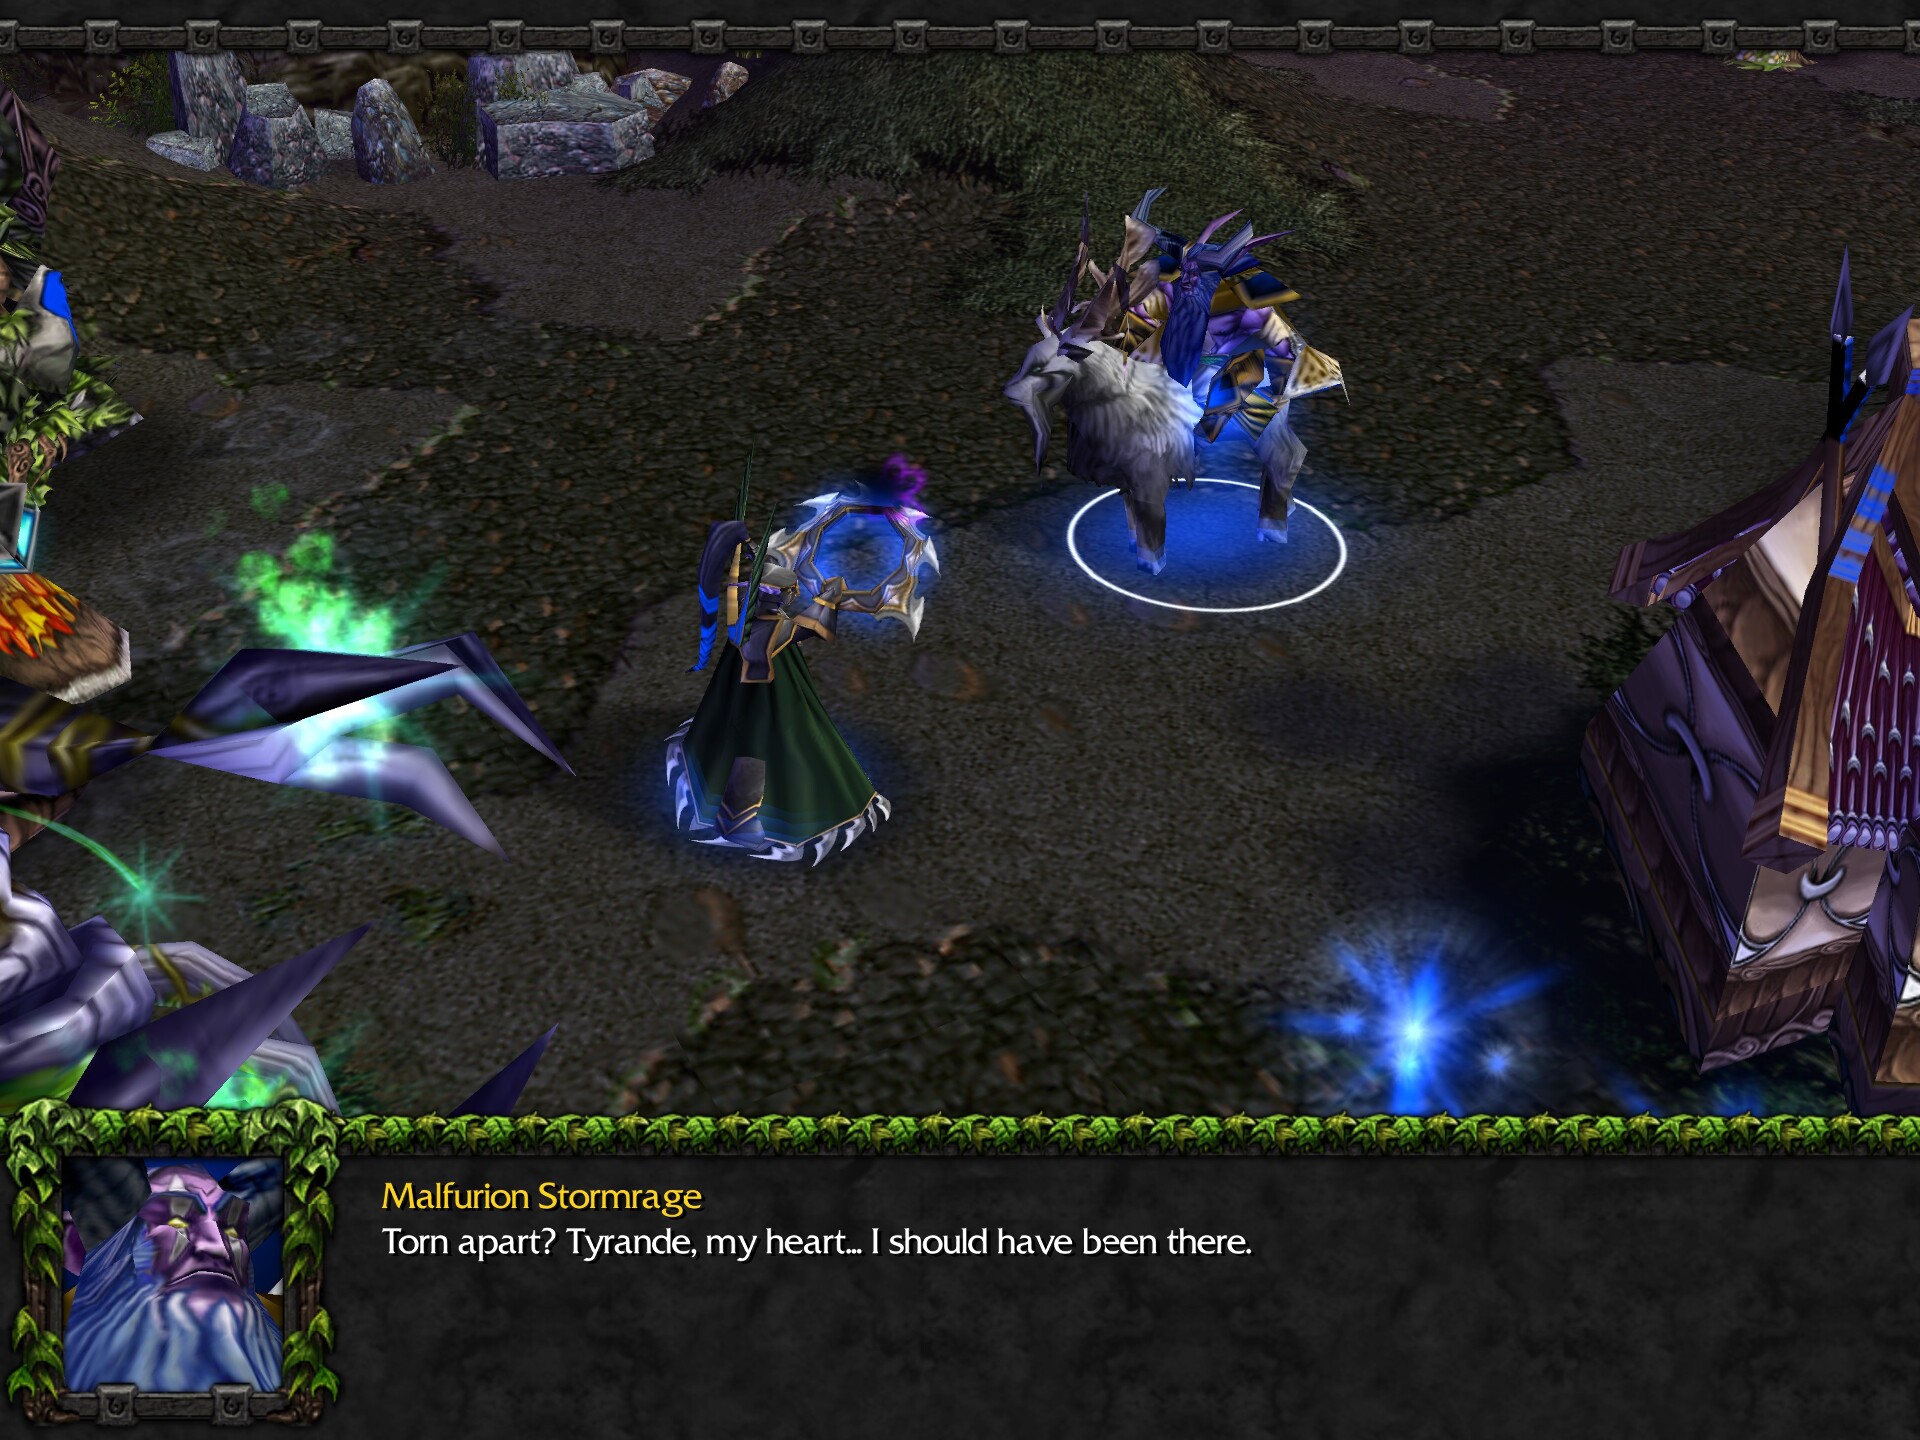 Malfurion Stormrage
Torn apart? Tyrande, my heart... I should have been there.